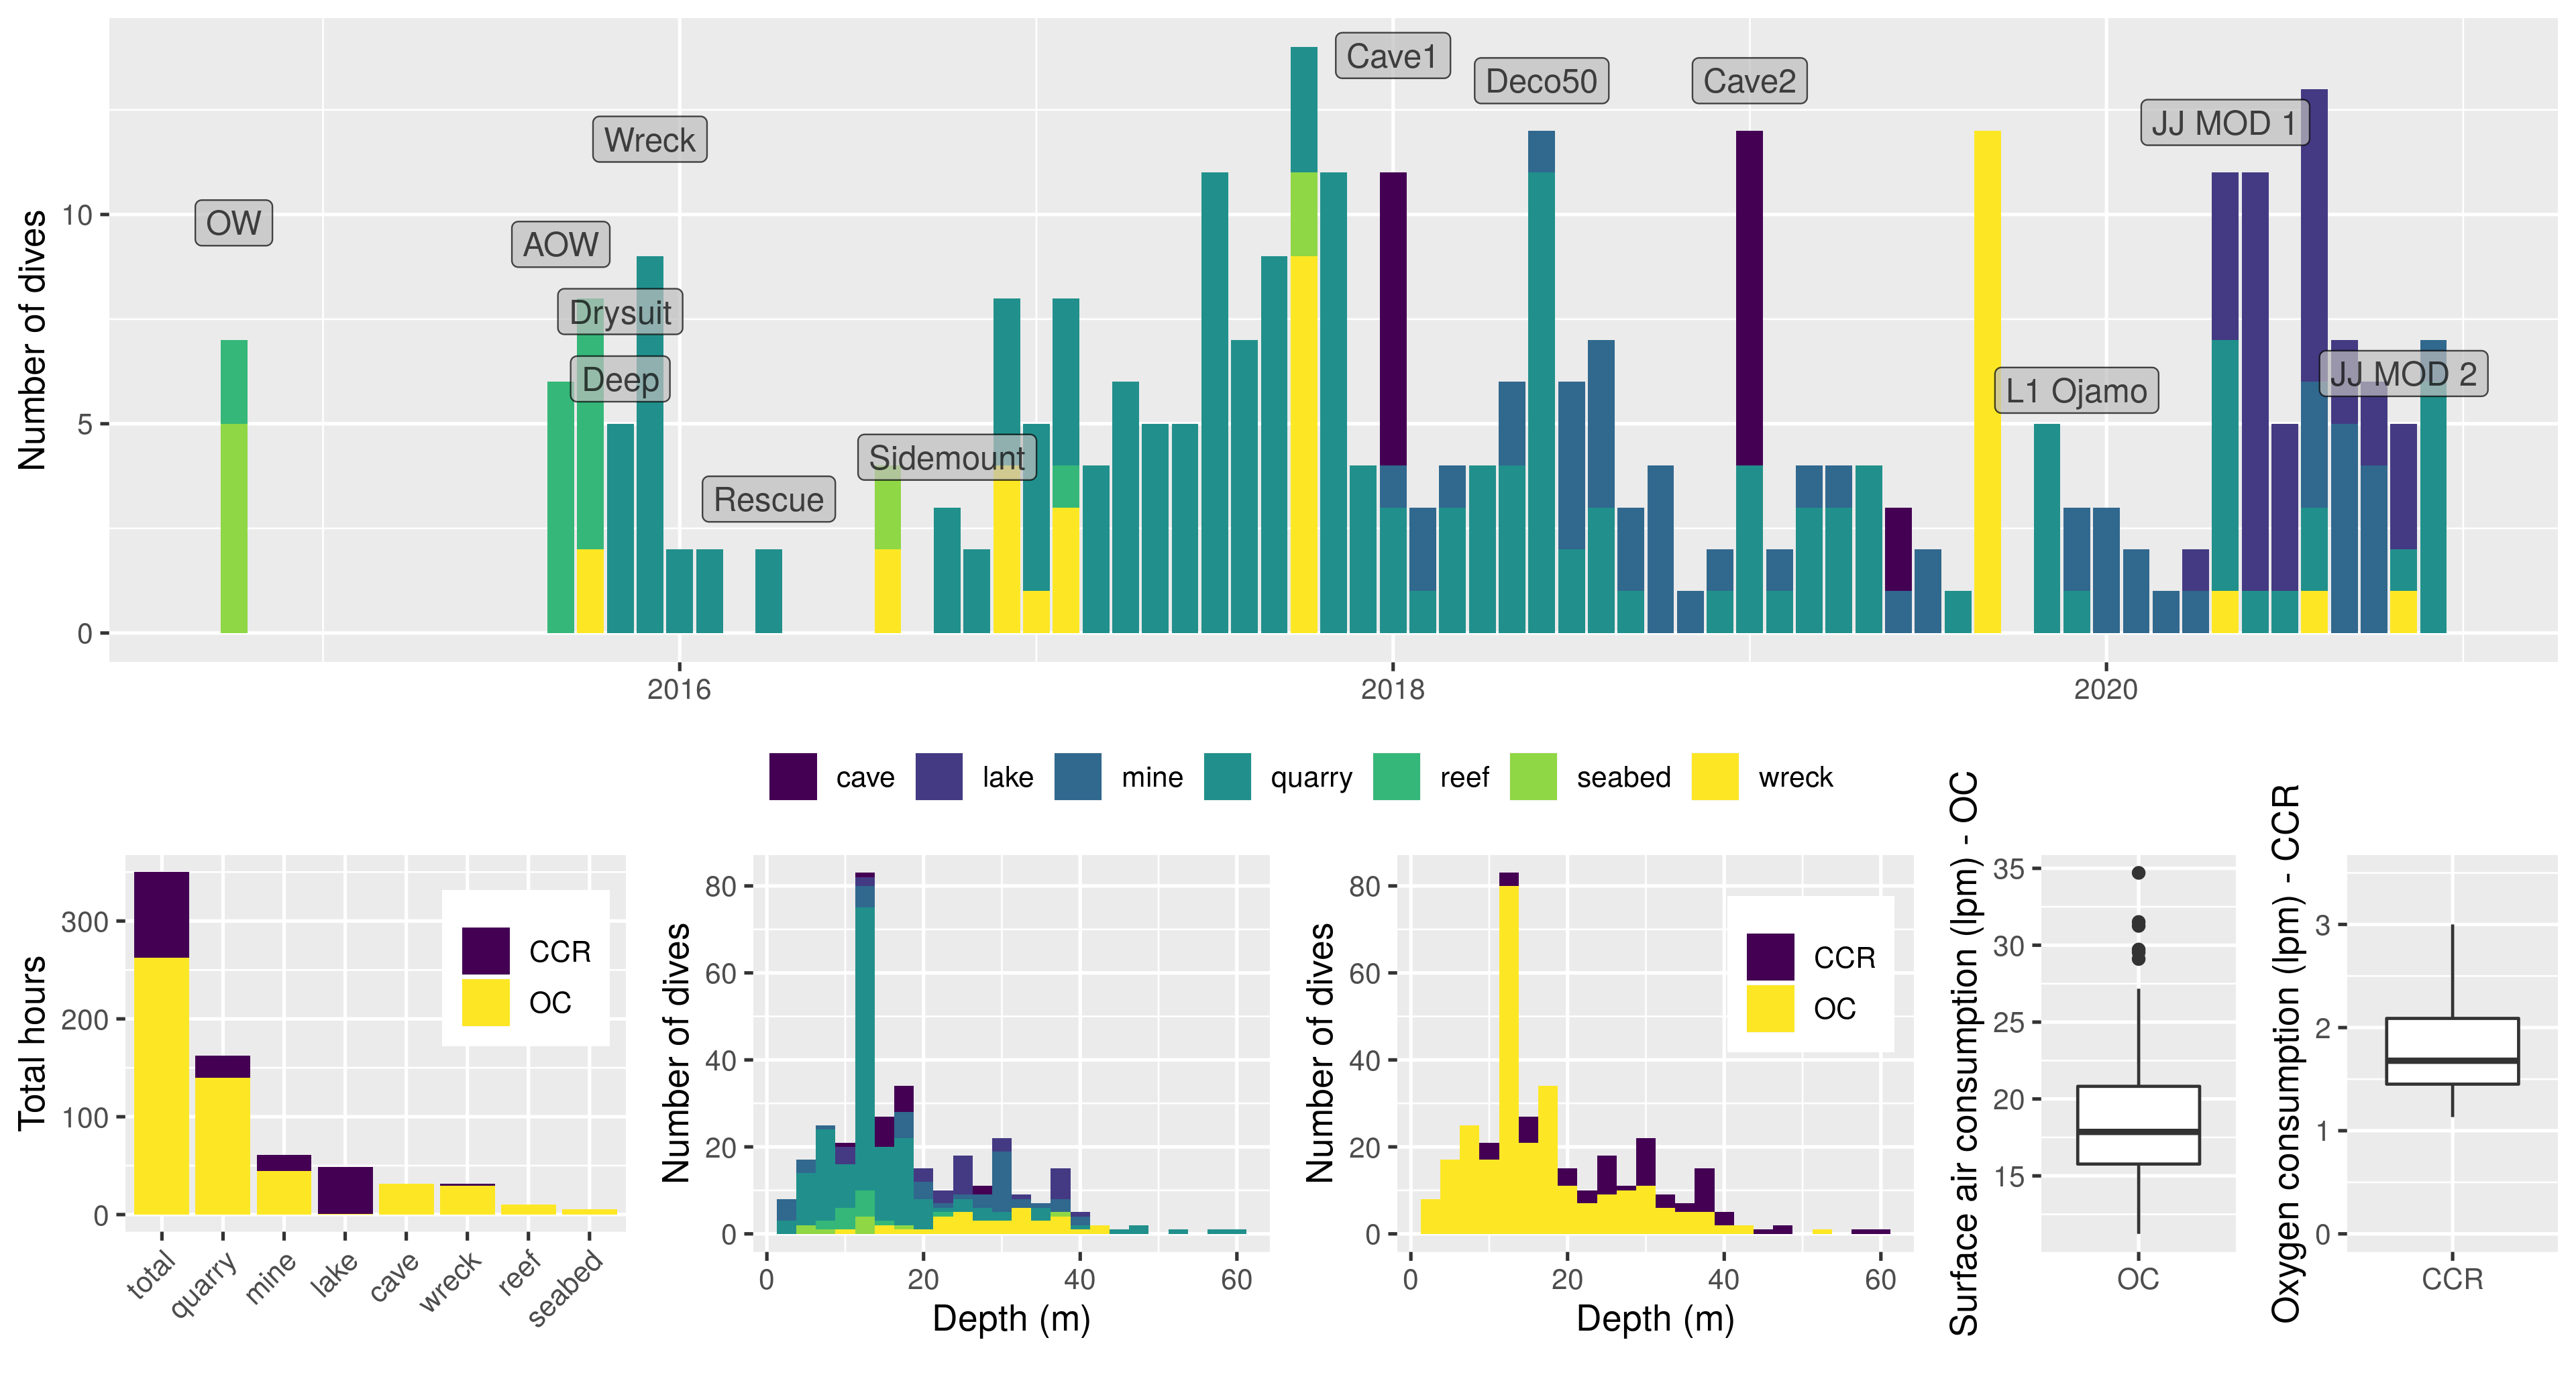 Number of dives
10
5
0
OW
AOW
Wreck
Drysuit
Deep
Rescue
Sidemount
Cave1
Deco50
Cave2
L1 Ojamo
JJ MOD 1
JJ MOD 2
2016
2018
2020
cave
lake
mine
quarry
reef
seabed
wreck
Total hours
300
200
100
0
CCR
OC
total
quarry
mine
lake
cave
wreck
reef
seabed
Number of dives
80
60
40
20
0
0
20
40
60
Depth (m)
Number of dives
80
60
40
20
0
CCR
OC
0
20
40
60
Depth (m)
Surface air consumption (lpm) - OC
35
30
25
20
15
OC
Oxygen consumption (lpm) - CCR
3
2
1
0
CCR